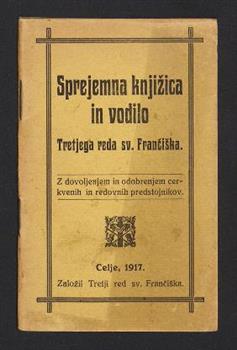 Sprejemna knjižica
in vodilo
Tretjega reda sv. Frančiška.
Z dovoljenjem in odobrenjem cer-
kvenih in redovnih predstojnikov.
Celje, 1917.
Založil Tretji red sv. Frančiška.